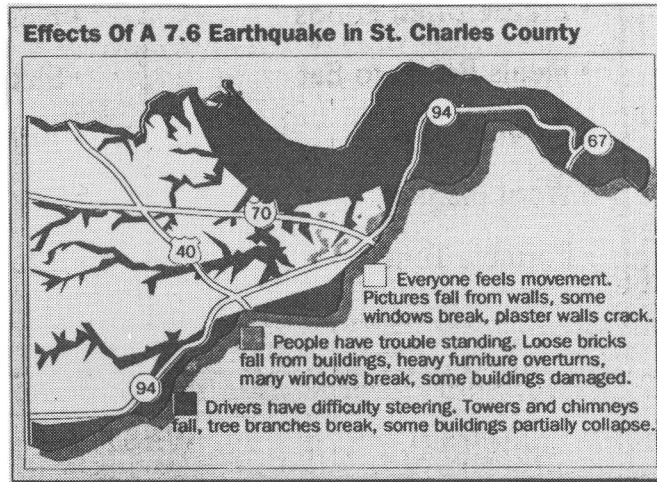 Effects Of A 7.6 Earthquake in St. Charles County
94
67
70
40
Everyone feels movement.
Pictures fall from walls, some
windows break, plaster walls crack.
People have trouble standing. Loose bricks
fall from buildings, heavy furniture overturns,
many windows break, some buildings damaged.
94
Drivers have difficulty steering. Towers and chimneys
fall, tree branches break, some buildings partially collapse.